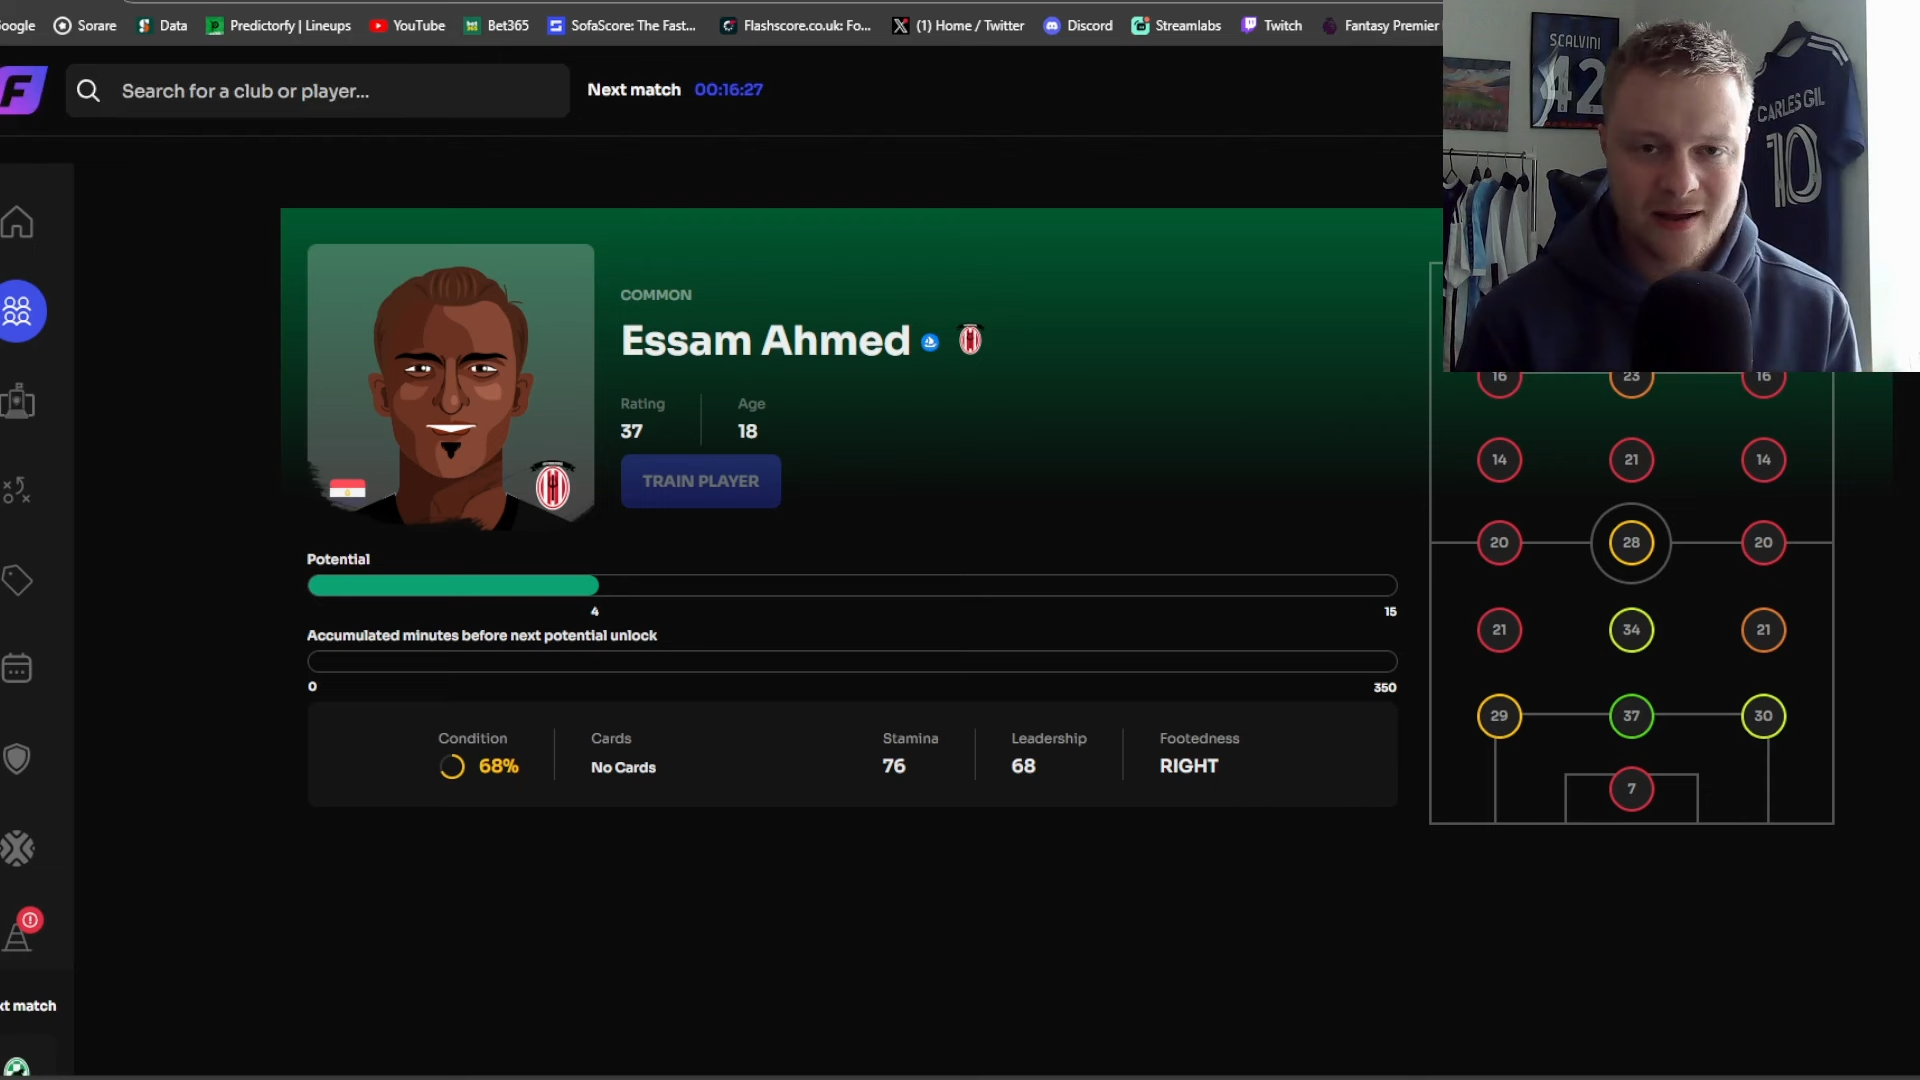 Google Sorare Data Predictorfy | Lineups YouTube Bet365 SofaScore: The Fast... Flashscore.co.uk: Fo... (1) Home / Twitter Discord Streamlabs Twitch Fantasy Premier
F Search for a club or player... Next match 00:16:27
SCALVINI
42
CARLES GIL
10
COMMON
Essam Ahmed
Rating Age
37 18
TRAIN PLAYER
Potential
4 15
Accumulated minutes before next potential unlock
0 350
Condition Cards Stamina Leadership Footedness
68% No Cards 76 68 RIGHT
16 23 16
14 21 14
20 28 20
21 34 21
29 37 30
7
xt match